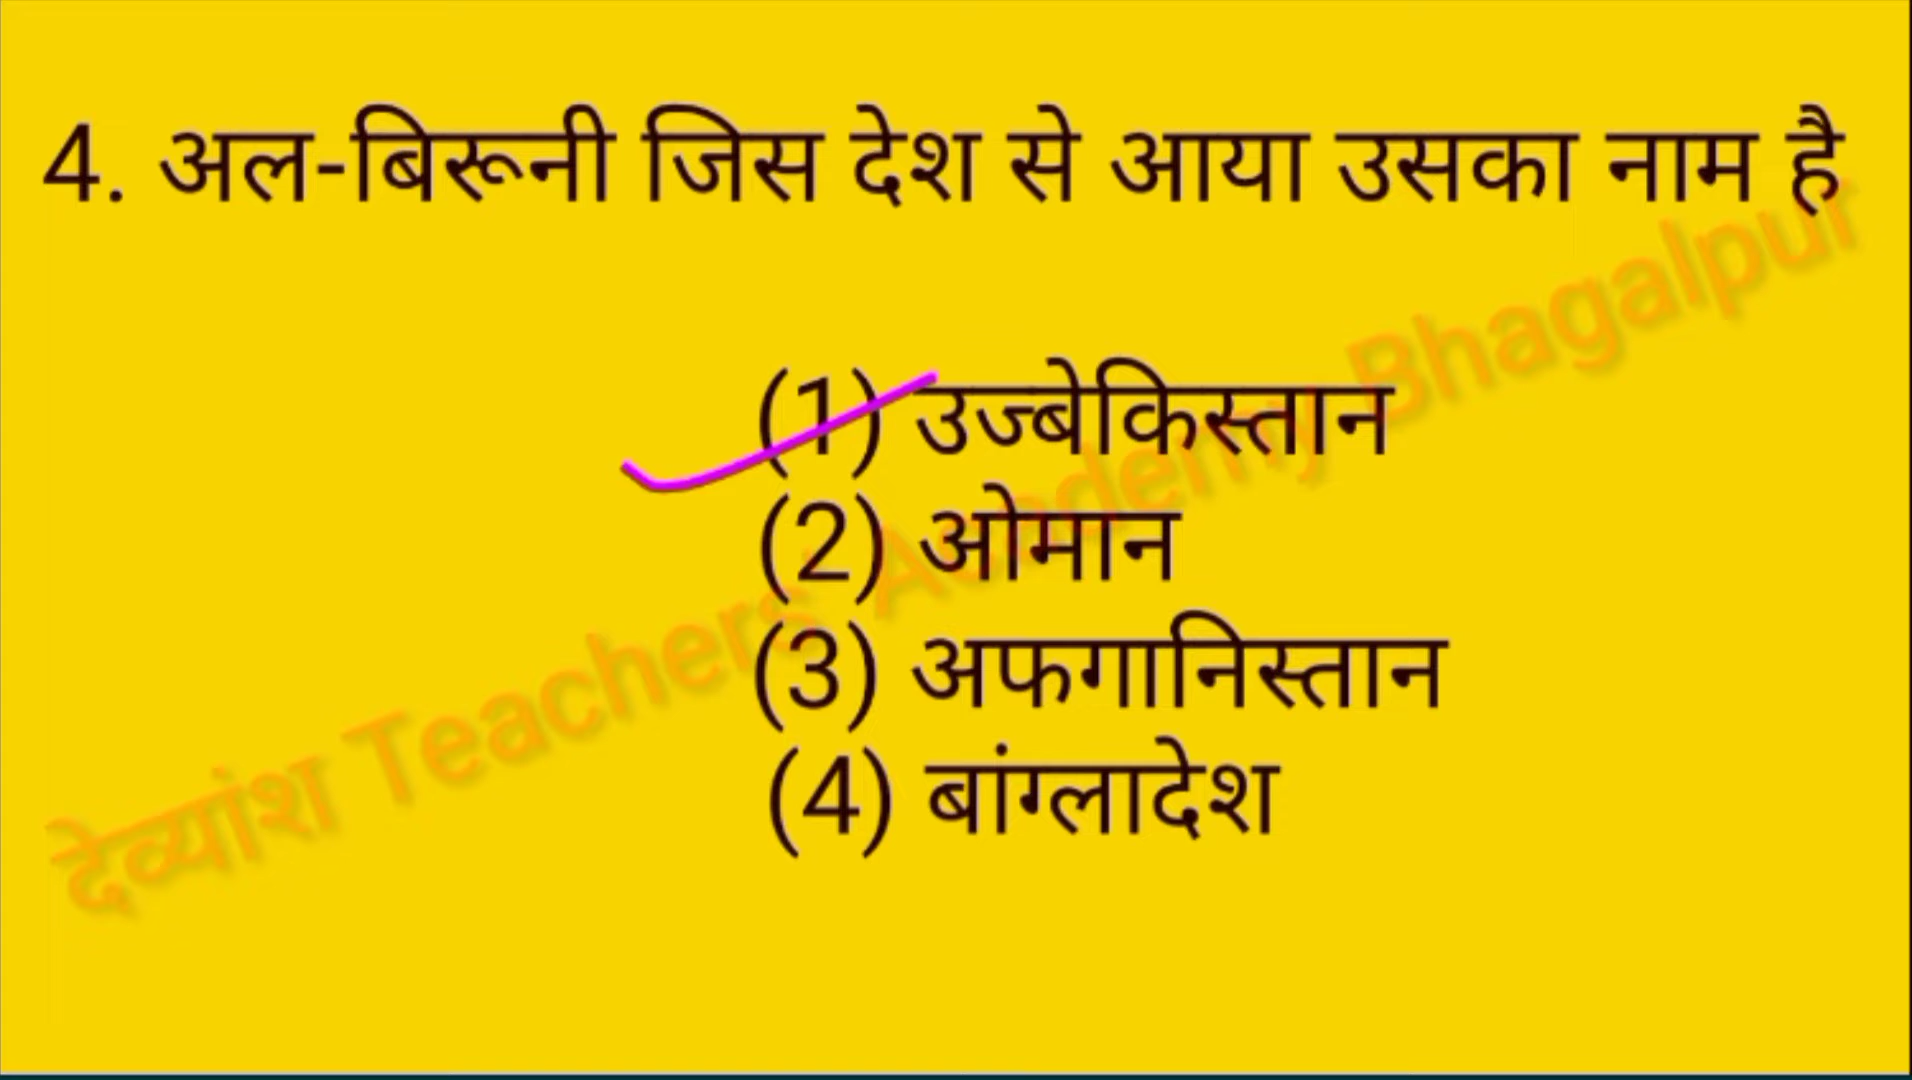 4. अल-बिरूनी जिस देश से आया उसका नाम है
(1) उज्बेकिस्तान
(2) ओमान
(3) अफगानिस्तान
(4) बांग्लादेश
देव्यांश Teachers Academy Bhagalpur